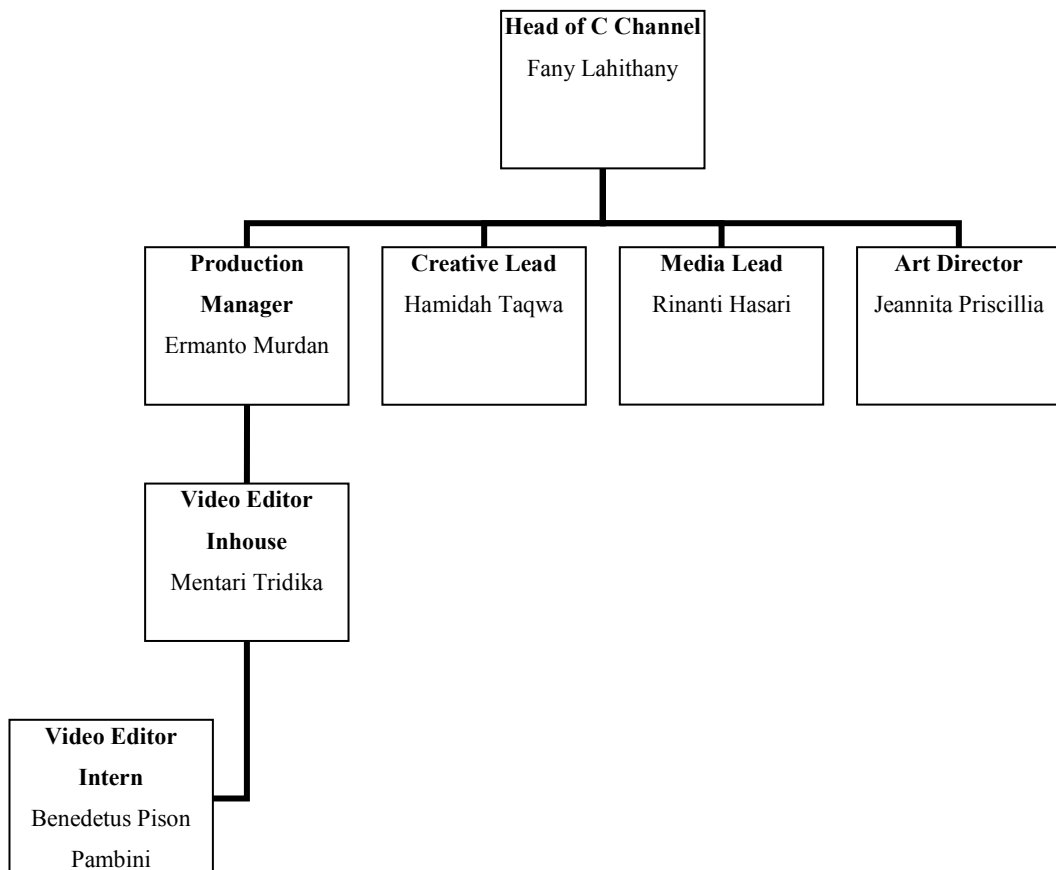 Head of C Channel
Fany Lahithany
Production
Manager
Ermanto Murdan
Creative Lead
Hamidah Taqwa
Media Lead
Rinanti Hasari
Art Director
Jeannita Priscillia
Video Editor
Inhouse
Mentari Tridika
Video Editor
Intern
Benedetus Pison
Pambini